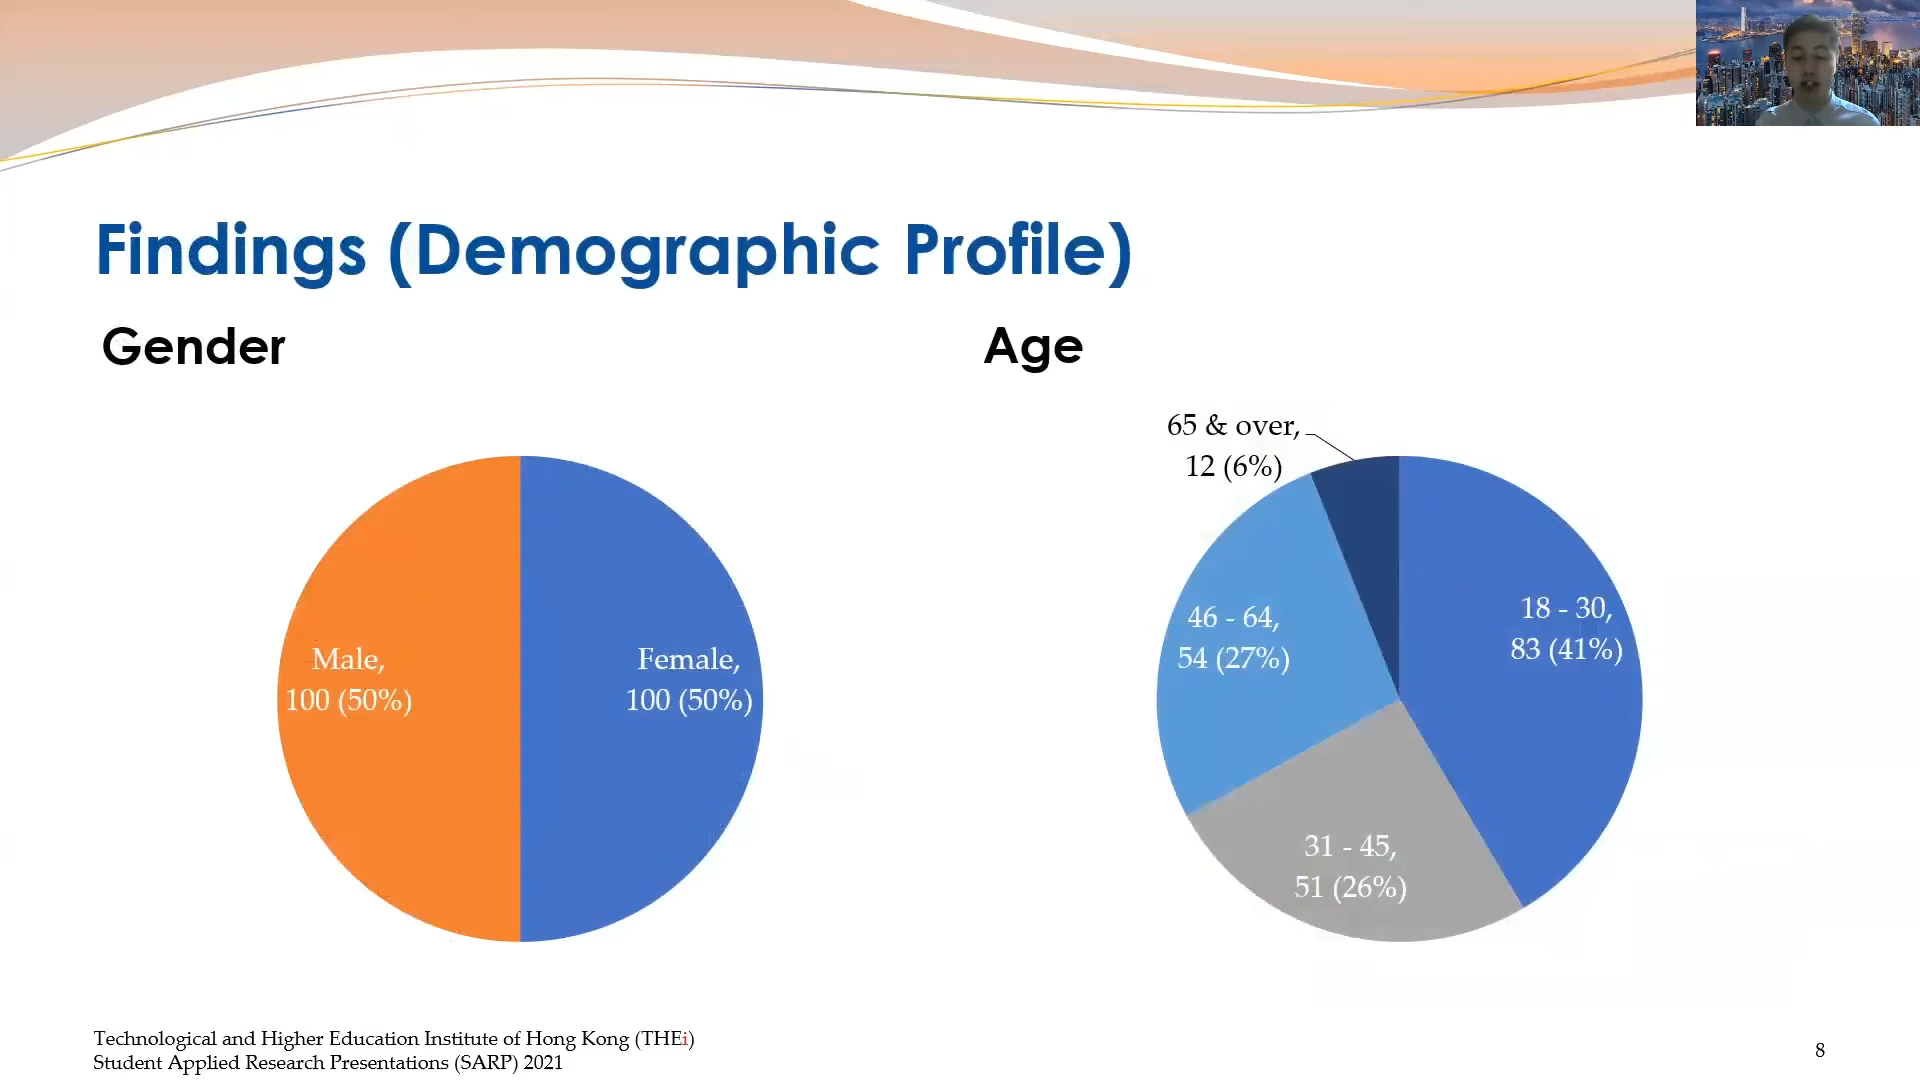 Findings (Demographic Profile)
Gender
Male,
100 (50%)
Female,
100 (50%)
Age
65 & over,
12 (6%)
18 - 30,
83 (41%)
46 - 64,
54 (27%)
31 - 45,
51 (26%)
Technological and Higher Education Institute of Hong Kong (THEi)
Student Applied Research Presentations (SARP) 2021
8